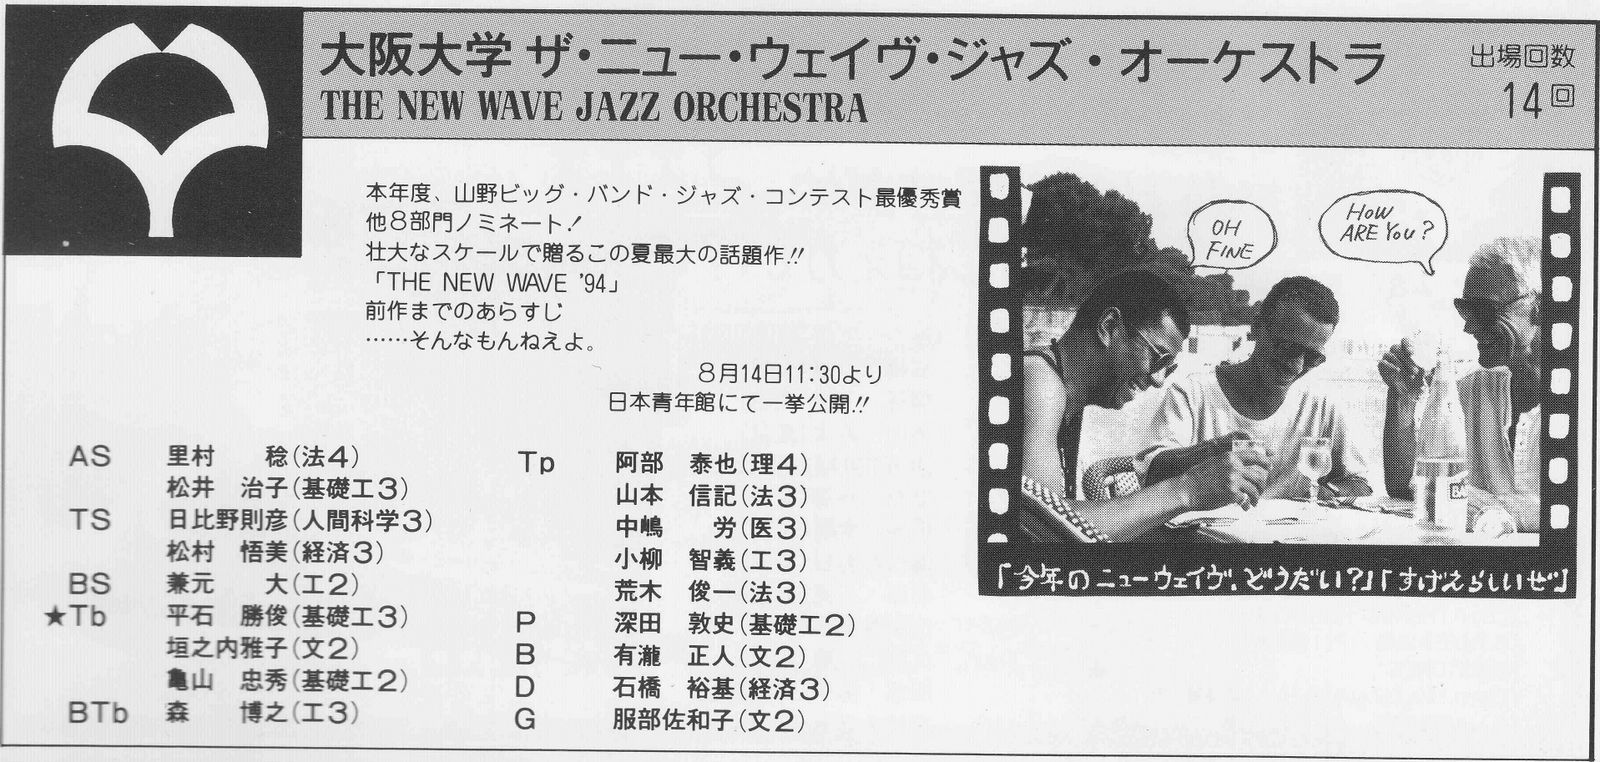 大阪大学 ザ・ニュー・ウェイヴ・ジャズ・オーケストラ
THE NEW WAVE JAZZ ORCHESTRA
出場回数
14回
本年度、山野ビッグ・バンド・ジャズ・コンテスト最優秀賞
他8部門ノミネート!
壮大なスケールで贈るこの夏最大の話題作!!
「THE NEW WAVE '94」
前作までのあらすじ
……そんなもんねえよ。
8月14日11:30より
日本青年館にて一挙公開!!
OH
FINE
HOW
ARE YOU?
「今年のニューウェイヴ、どうだい?」「すげえらしいぜ」
AS 里村 稔(法4)
松井 治子(基礎工3)
TS 日比野則彦(人間科学3)
松村 悟美(経済3)
BS 兼元 大(工2)
★Tb 平石 勝俊(基礎工3)
垣之内雅子(文2)
亀山 忠秀(基礎工2)
BTb 森 博之(工3)
Tp 阿部 泰也(理4)
山本 信記(法3)
中嶋 労(医3)
小柳 智義(工3)
荒木 俊一(法3)
P 深田 敦史(基礎工2)
B 有瀧 正人(文2)
D 石橋 裕基(経済3)
G 服部佐和子(文2)